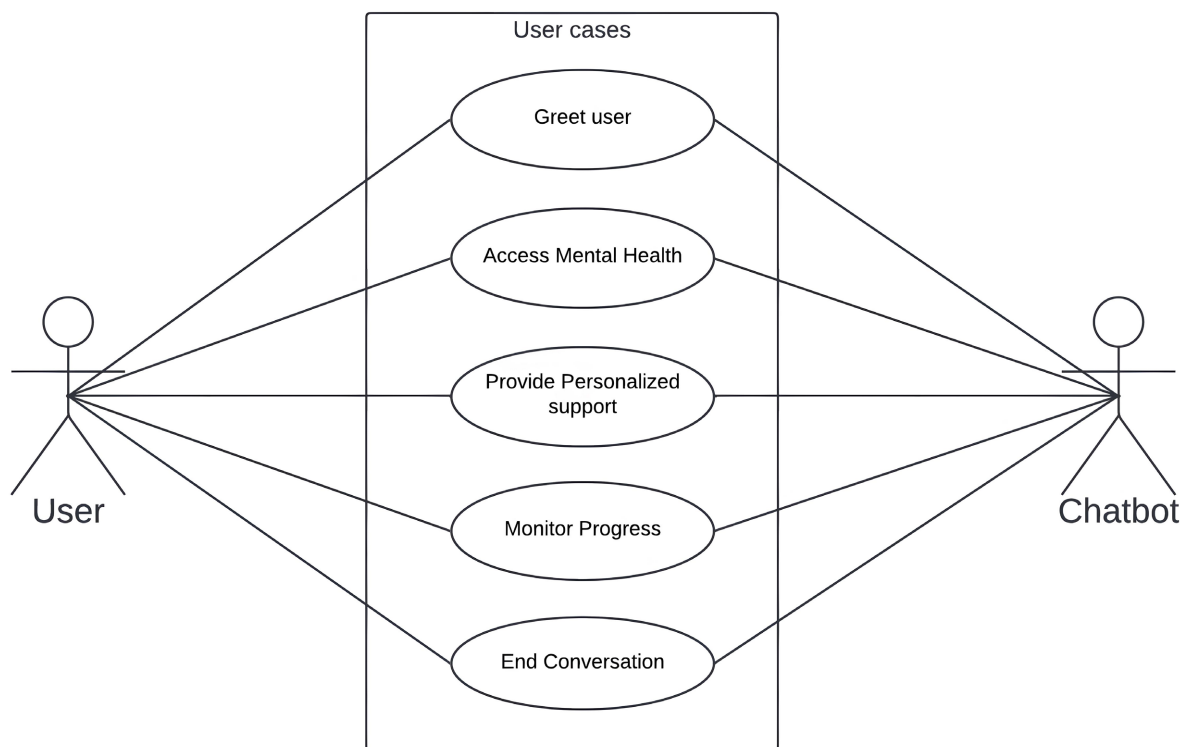 User cases
Greet user
Access Mental Health
Provide Personalized
support
Monitor Progress
End Conversation
User
Chatbot